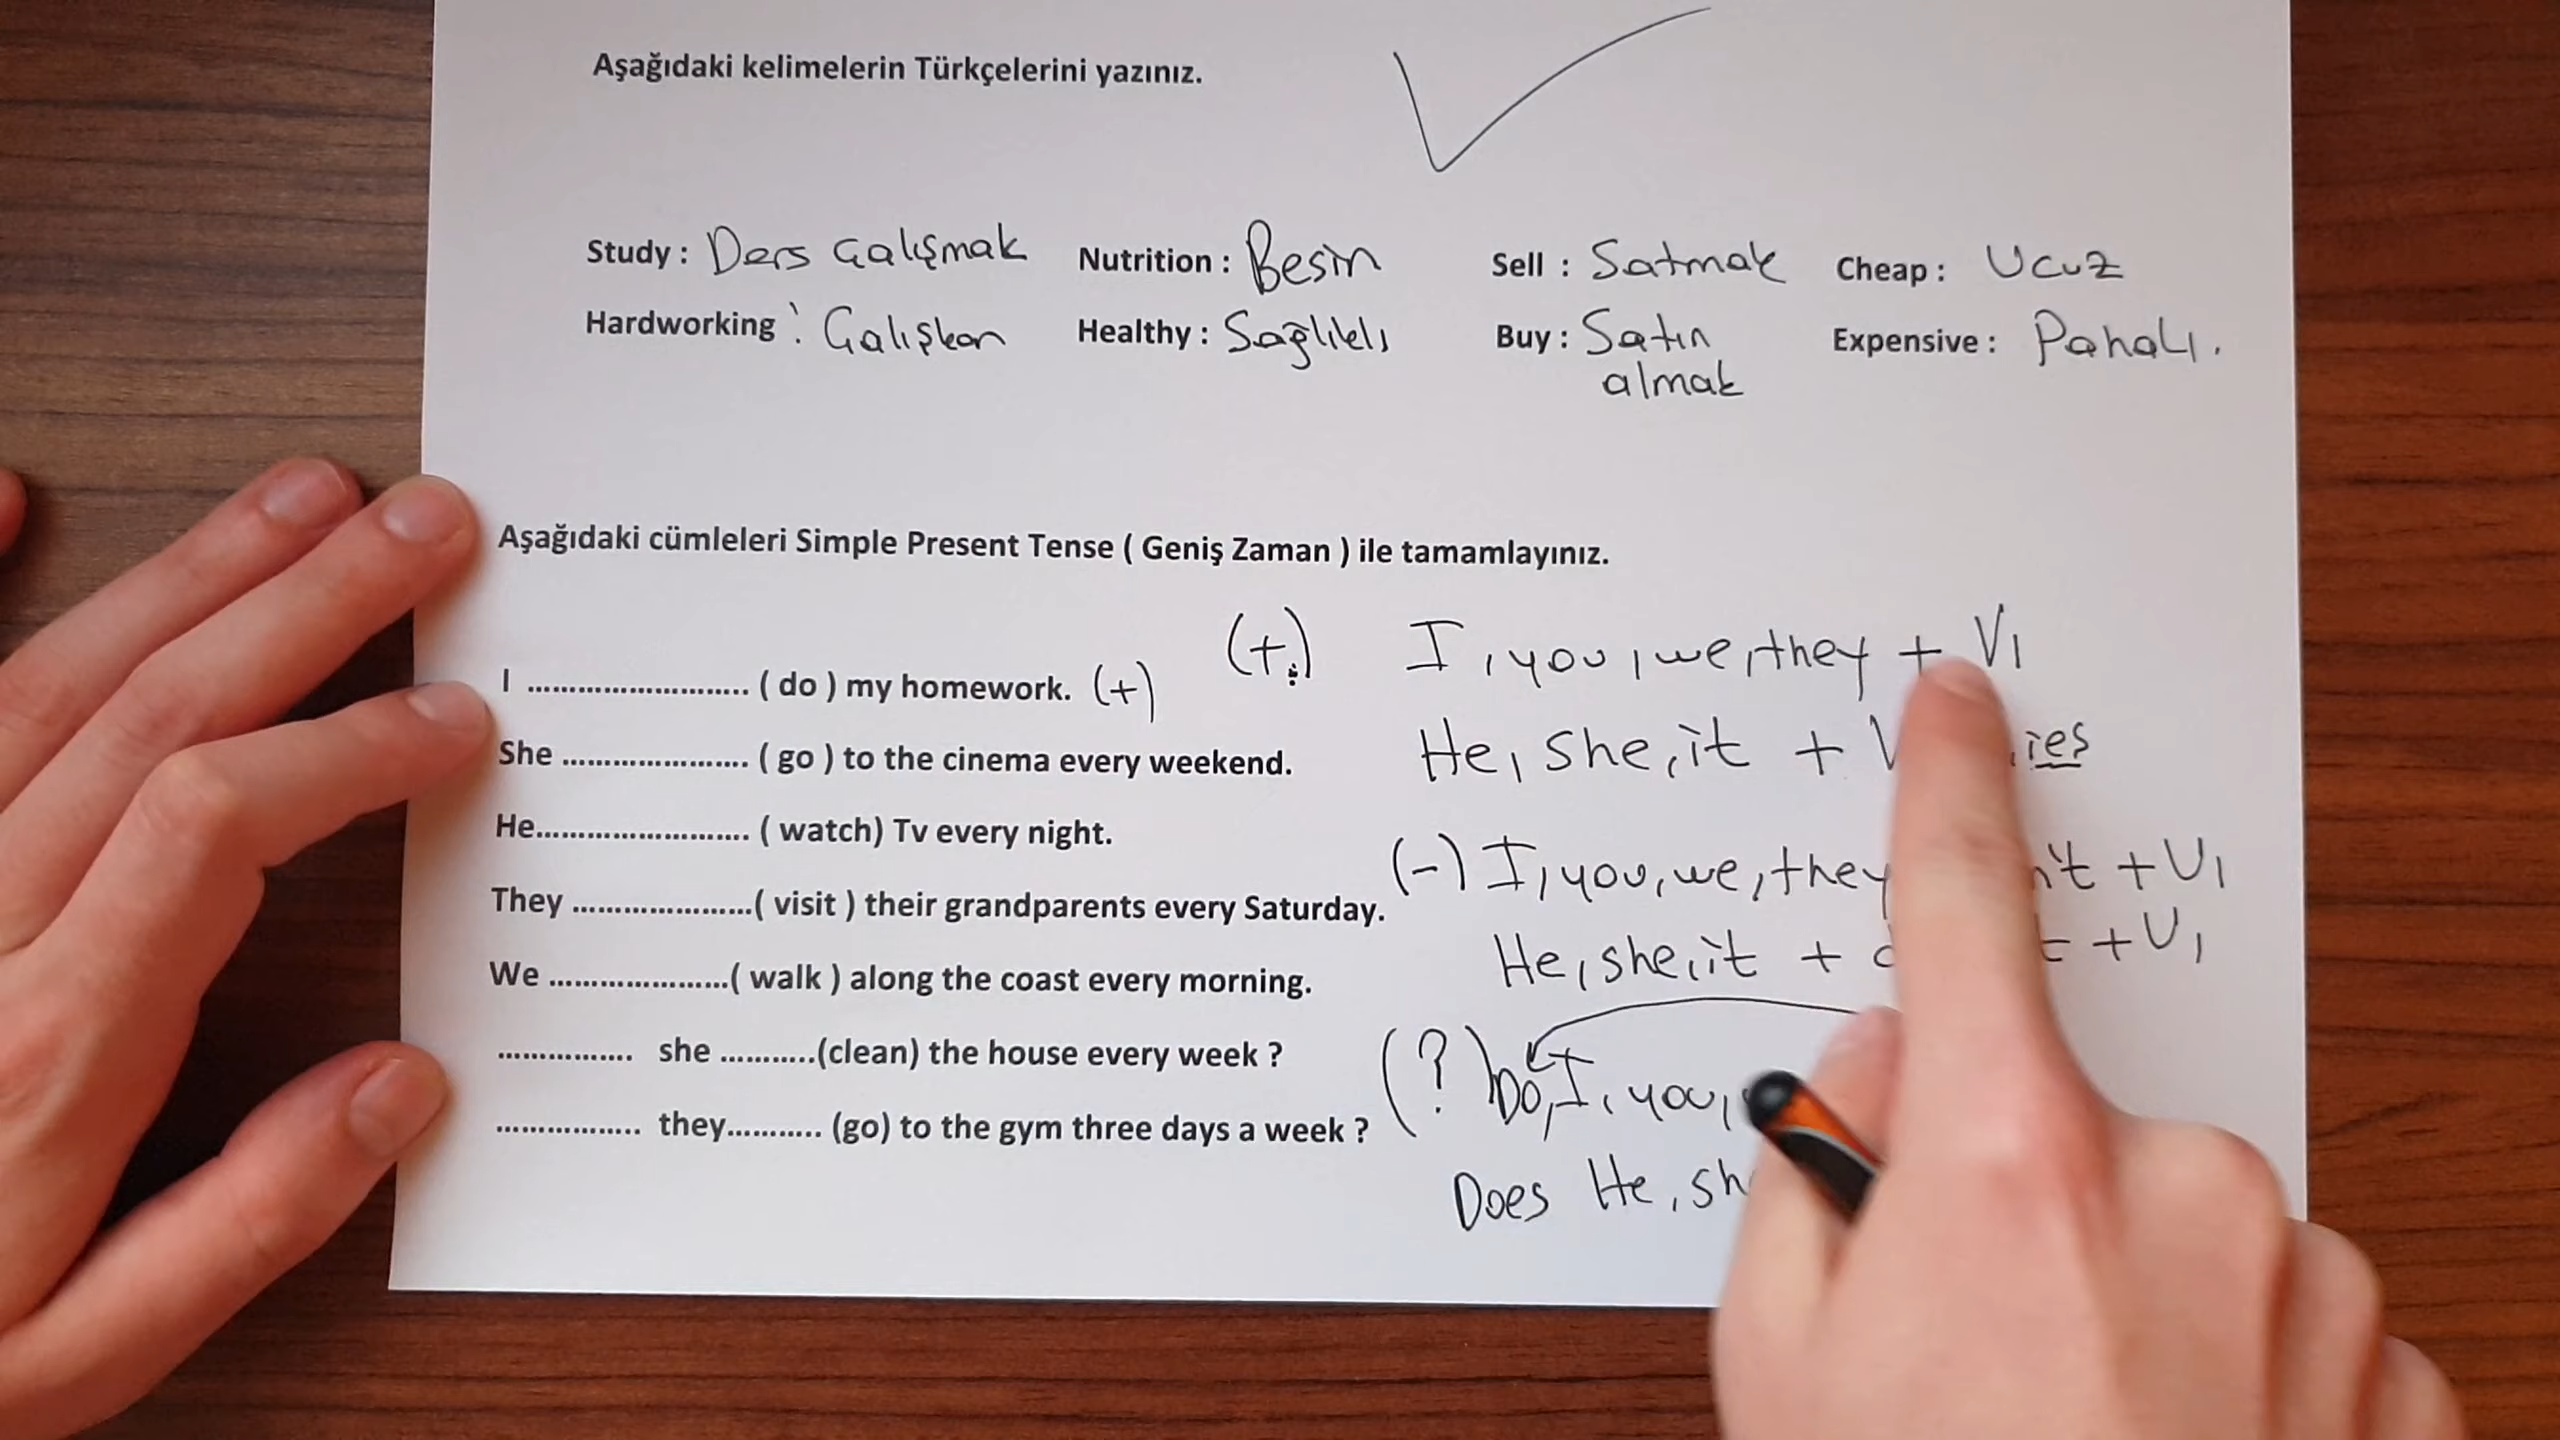 Aşağıdaki kelimelerin Türkçelerini yazınız.
Study : Ders Çalışmak Nutrition : Besin Sell : Satmak Cheap : Ucuz
Hardworking : Çalışkan Healthy : Sağlıklı Buy : Satın almak Expensive : Pahalı.
Aşağıdaki cümleleri Simple Present Tense ( Geniş Zaman ) ile tamamlayınız.
(+) I, you, we, they + V1
I ............................ ( do ) my homework. (+)
He, she, it + ies
She ....................... ( go ) to the cinema every weekend.
He.......................... ( watch) Tv every night.
(-) I, you, we, they +V1
They ......................( visit ) their grandparents every Saturday.
He, she, it + +V1
We ......................( walk ) along the coast every morning.
................. she ............(clean) the house every week ?
(?) Do I, you,
.................. they............ (go) to the gym three days a week ?
Does He,